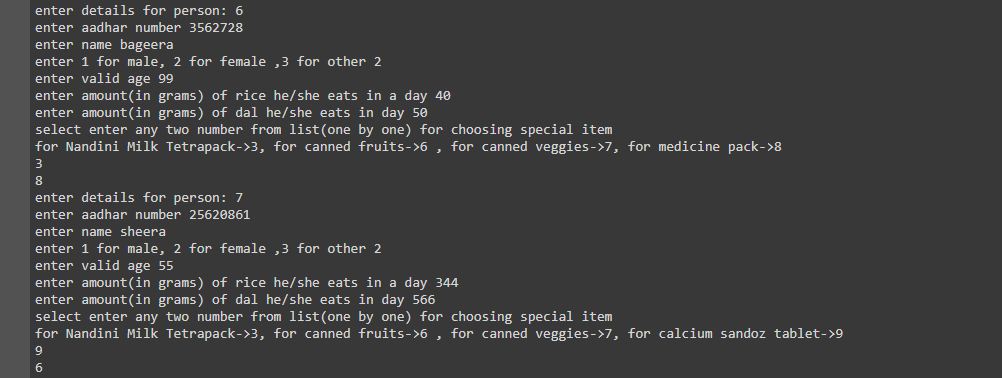 enter details for person: 6
enter aadhar number 3562728
enter name bageera
enter 1 for male, 2 for female ,3 for other 2
enter valid age 99
enter amount(in grams) of rice he/she eats in a day 40
enter amount(in grams) of dal he/she eats in day 50
select enter any two number from list(one by one) for choosing special item
for Nandini Milk Tetrapack->3, for canned fruits->6 , for canned veggies->7, for medicine pack->8
3
8
enter details for person: 7
enter aadhar number 25620861
enter name sheera
enter 1 for male, 2 for female ,3 for other 2
enter valid age 55
enter amount(in grams) of rice he/she eats in a day 344
enter amount(in grams) of dal he/she eats in day 566
select enter any two number from list(one by one) for choosing special item
for Nandini Milk Tetrapack->3, for canned fruits->6 , for canned veggies->7, for calcium sandoz tablet->9
9
6